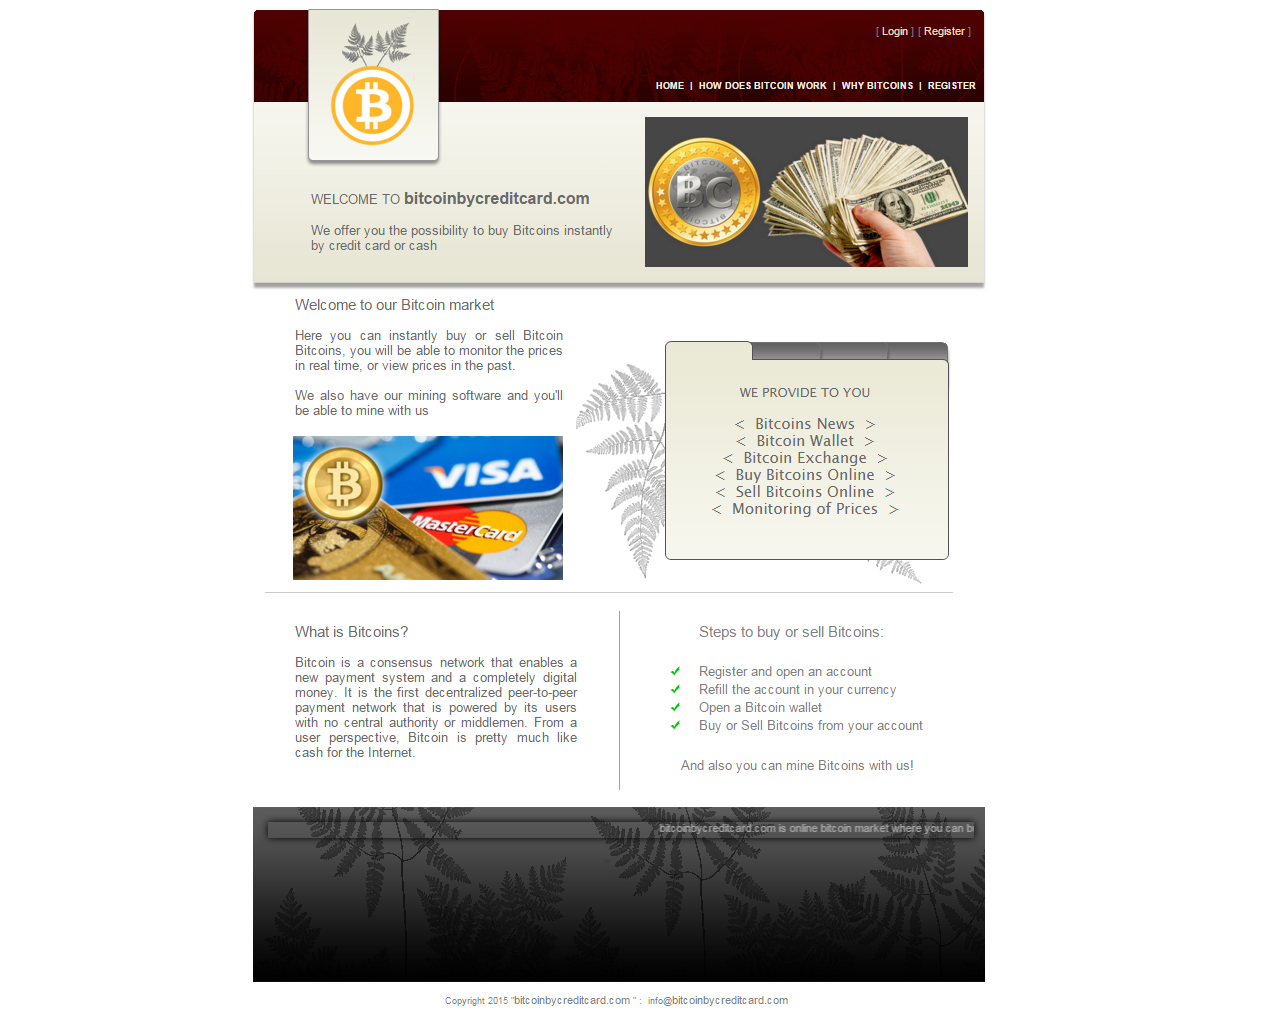 [ Login ] [ Register ]
HOME | HOW DOES BITCOIN WORK | WHY BITCOINS | REGISTER
WELCOME TO bitcoinbycreditcard.com
We offer you the possibility to buy Bitcoins instantly
by credit card or cash
BITCOIN
BC
BITCOIN
100
Welcome to our Bitcoin market
Here you can instantly buy or sell Bitcoin
Bitcoins, you will be able to monitor the prices
in real time, or view prices in the past.
We also have our mining software and you'll
be able to mine with us
VISA
MasterCard
WE PROVIDE TO YOU
< Bitcoins News >
< Bitcoin Wallet >
< Bitcoin Exchange >
< Buy Bitcoins Online >
< Sell Bitcoins Online >
< Monitoring of Prices >
What is Bitcoins?
Bitcoin is a consensus network that enables a
new payment system and a completely digital
money. It is the first decentralized peer-to-peer
payment network that is powered by its users
with no central authority or middlemen. From a
user perspective, Bitcoin is pretty much like
cash for the Internet.
Steps to buy or sell Bitcoins:
Register and open an account
Refill the account in your currency
Open a Bitcoin wallet
Buy or Sell Bitcoins from your account
And also you can mine Bitcoins with us!
bitcoinbycreditcard.com is online bitcoin market where you can
Copyright 2015 "bitcoinbycreditcard.com " : info@bitcoinbycreditcard.com